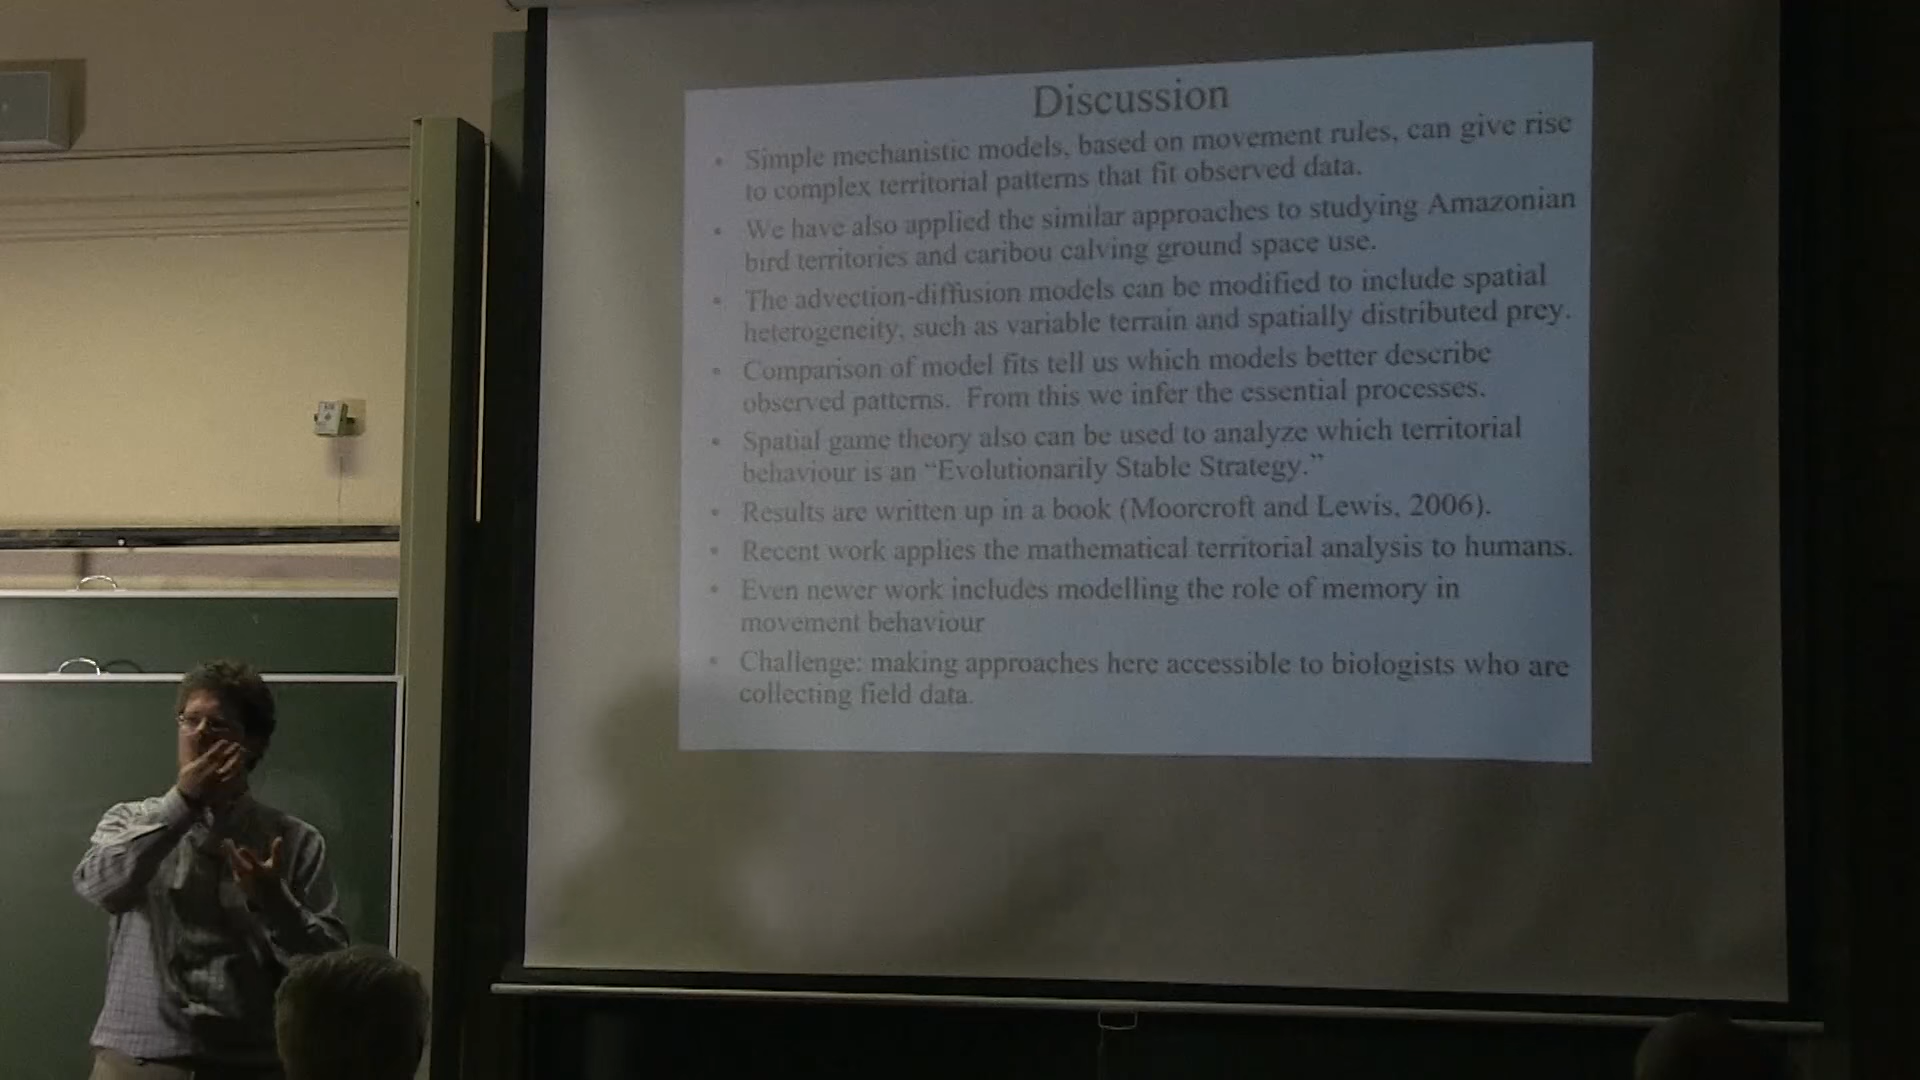 Discussion
• Simple mechanistic models, based on movement rules, can give rise
to complex territorial patterns that fit observed data.
• We have also applied the similar approaches to studying Amazonian
bird territories and caribou calving ground space use.
• The advection-diffusion models can be modified to include spatial
heterogeneity, such as variable terrain and spatially distributed prey.
• Comparison of model fits tell us which models better describe
observed patterns. From this we infer the essential processes.
• Spatial game theory also can be used to analyze which territorial
behaviour is an “Evolutionarily Stable Strategy.”
• Results are written up in a book (Moorcroft and Lewis, 2006).
• Recent work applies the mathematical territorial analysis to humans.
• Even newer work includes modelling the role of memory in
movement behaviour
• Challenge: making approaches here accessible to biologists who are
collecting field data.